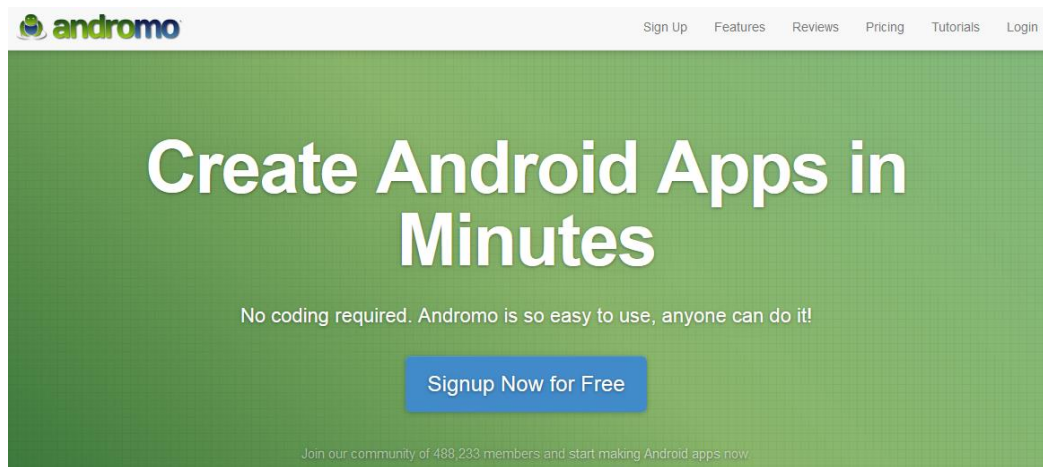 andromo
Sign Up Features Reviews Pricing Tutorials Login
Create Android Apps in
Minutes
No coding required. Andromo is so easy to use, anyone can do it!
Signup Now for Free
Join our community of 488,233 members and start making Android apps now